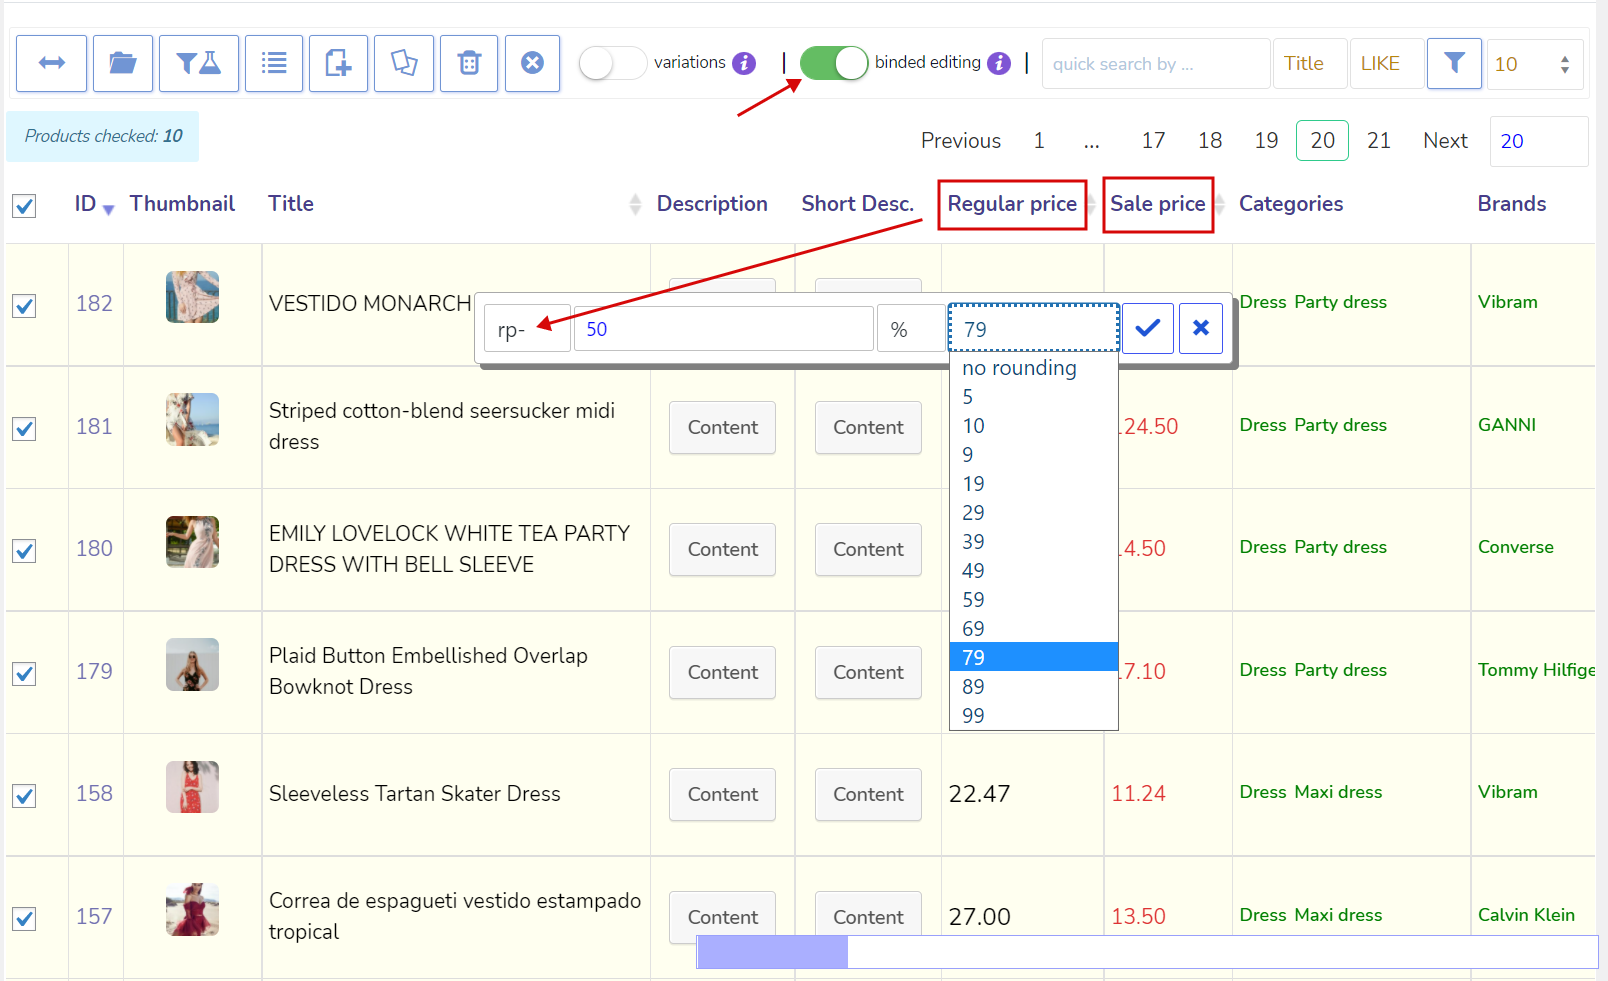 variations | binded editing | quick search by ... Title LIKE 10
Products checked: 10
Previous 1 ... 17 18 19 20 21 Next 20
ID Thumbnail Title Description Short Desc. Regular price Sale price Categories Brands
182 VESTIDO MONARCH Dress Party dress Vibram
rp- 50 % 79
no rounding
5
10
9
19
29
39
49
59
69
79
89
99
181 Striped cotton-blend seersucker midi
dress Content Content 24.50 Dress Party dress GANNI
180 EMILY LOVELOCK WHITE TEA PARTY
DRESS WITH BELL SLEEVE Content Content 4.50 Dress Party dress Converse
179 Plaid Button Embellished Overlap
Bowknot Dress Content Content 7.10 Dress Party dress Tommy Hilfige
158 Sleeveless Tartan Skater Dress Content Content 22.47 11.24 Dress Maxi dress Vibram
157 Correa de espagueti vestido estampado
tropical Content Content 27.00 13.50 Dress Maxi dress Calvin Klein